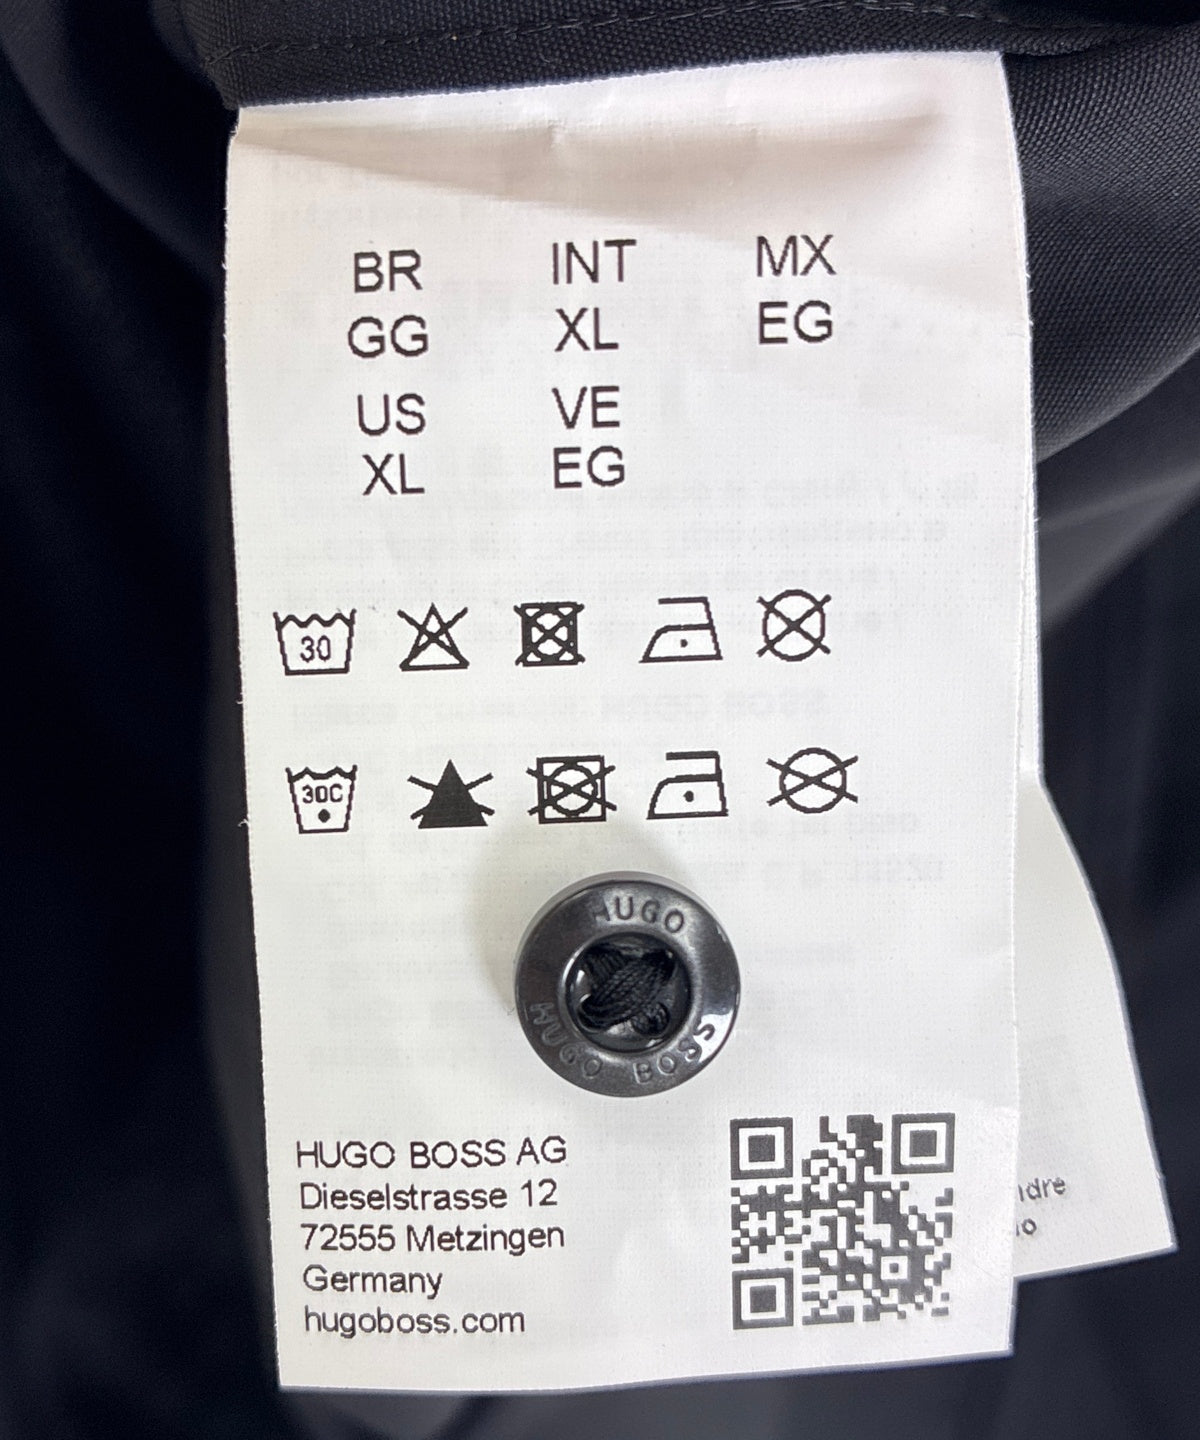 BR INT MX
GG XL EG
US VE
XL EG
30
30C
HUGO
HUGO BOSS
HUGO BOSS AG
Dieselstrasse 12
72555 Metzingen
Germany
hugoboss.com